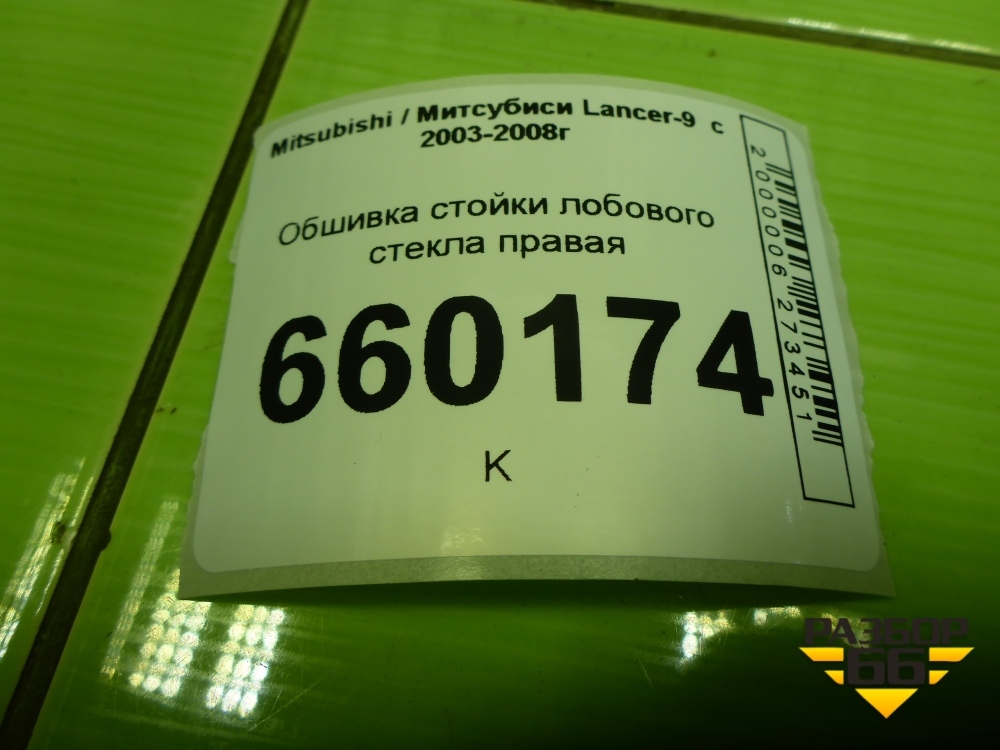 Mitsubishi / Митсубиси Lancer-9 с
2003-2008г
Обшивка стойки лобового
стекла правая
660174
К
2000006273451
РАЗБОР
66